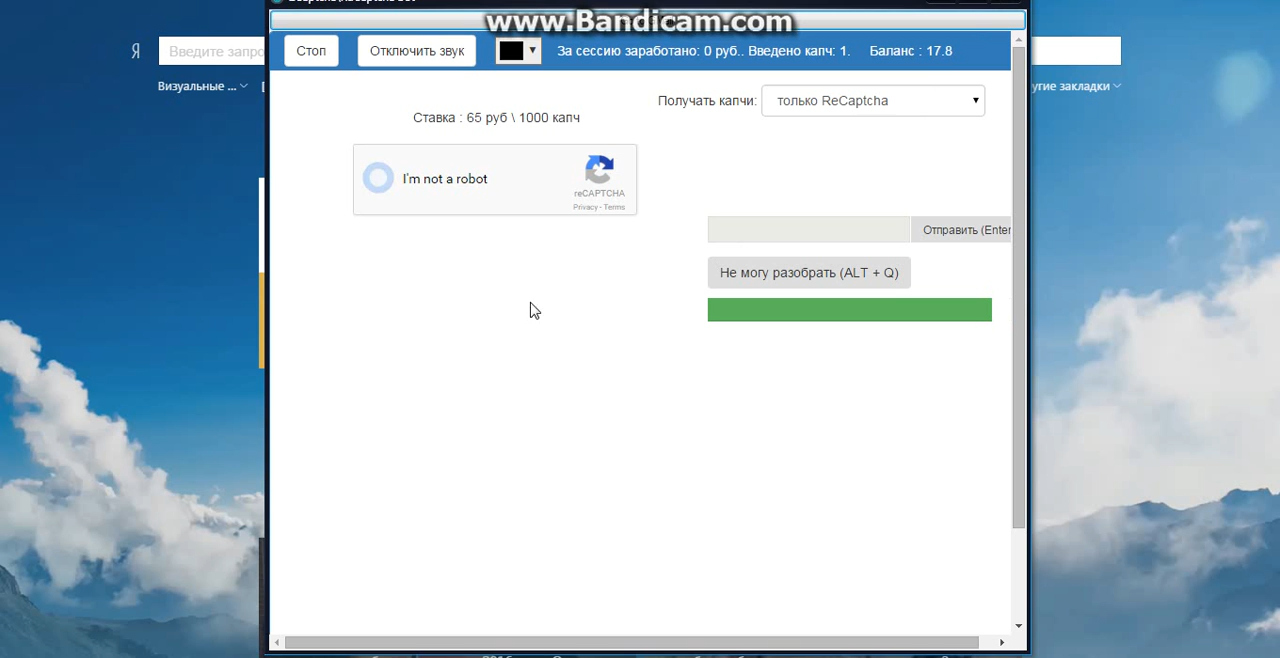 www.Bandicam.com
Я
Введите запро
Стоп
Отключить звук
За сессию заработано: 0 руб.. Введено капч: 1.
Баланс : 17.8
Визуальные ...
угие закладки
Получать капчи:
только ReCaptcha
Ставка : 65 руб \ 1000 капч
I'm not a robot
reCAPTCHA
Privacy - Terms
Отправить (Enter
Не могу разобрать (ALT + Q)